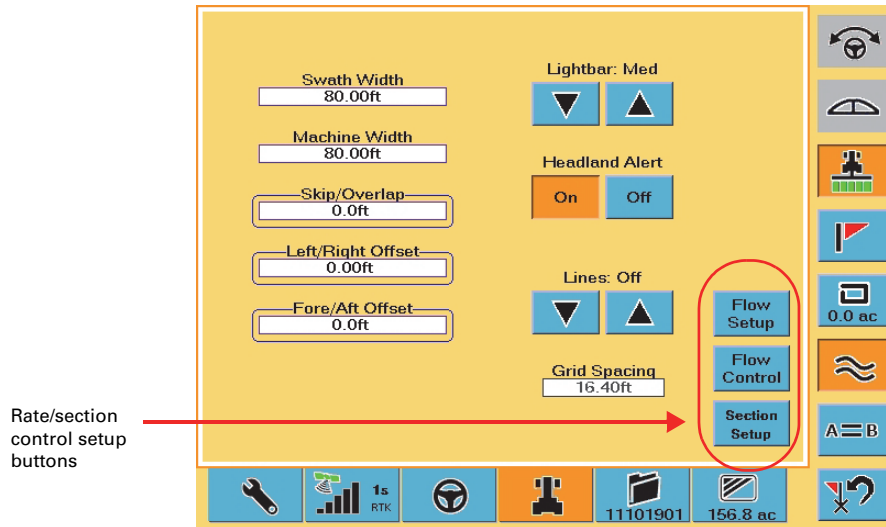 Swath Width
80.00ft
Machine Width
80.00ft
Skip/Overlap
0.0ft
Left/Right Offset
0.00ft
Fore/Aft Offset
0.0ft
Lightbar: Med
Headland Alert
On Off
Lines: Off
Grid Spacing
16.40ft
Flow
Setup
Flow
Control
Section
Setup
0.0 ac
A=B
Rate/section
control setup
buttons
1s
RTK
11101901
156.8 ac